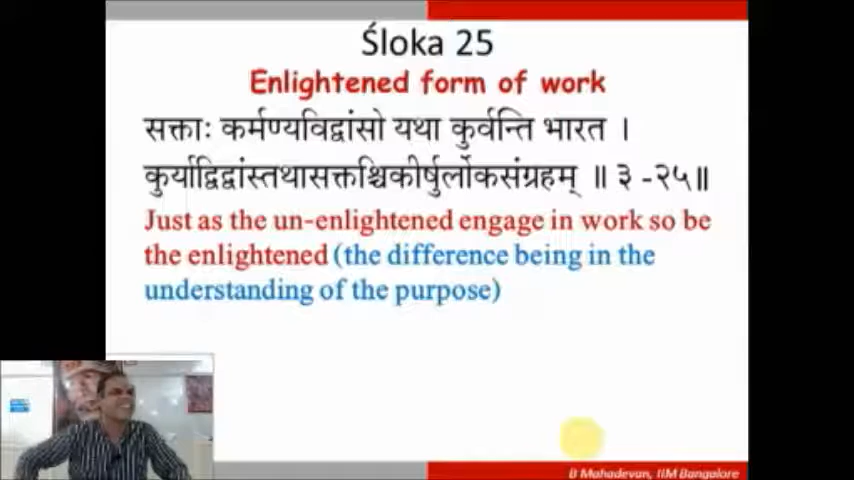 Śloka 25
Enlightened form of work
सक्ताः कर्मण्यविद्वांसो यथा कुर्वन्ति भारत ।
कुर्याद्विद्वांस्तथासक्तश्चिकीर्षुर्लोकसंग्रहम् ॥ ३ -२५॥
Just as the un-enlightened engage in work so be
the enlightened (the difference being in the
understanding of the purpose)
B Mahadevan, IIM Bangalore